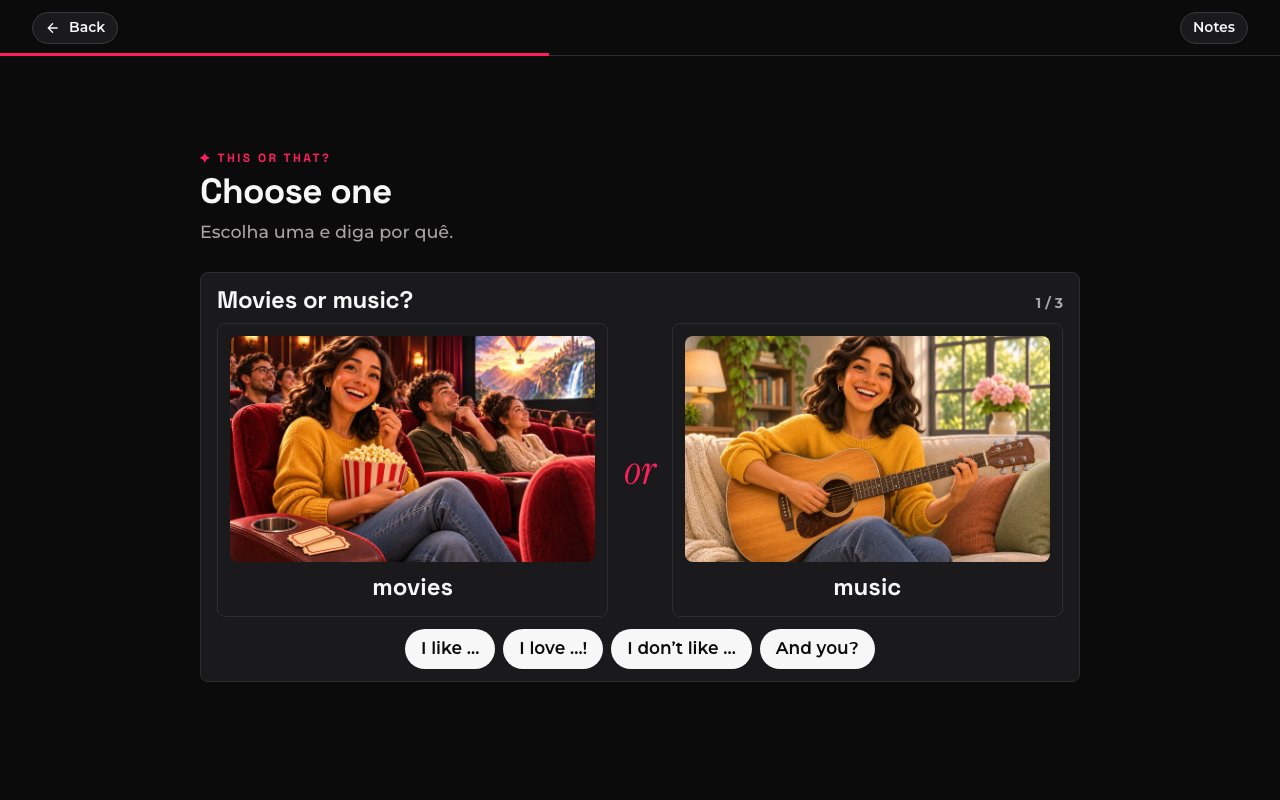 Back
Notes
THIS OR THAT?
Choose one
Escolha uma e diga por quê.
Movies or music?
1 / 3
or
movies
music
I like ...
I love ...!
I don’t like ...
And you?